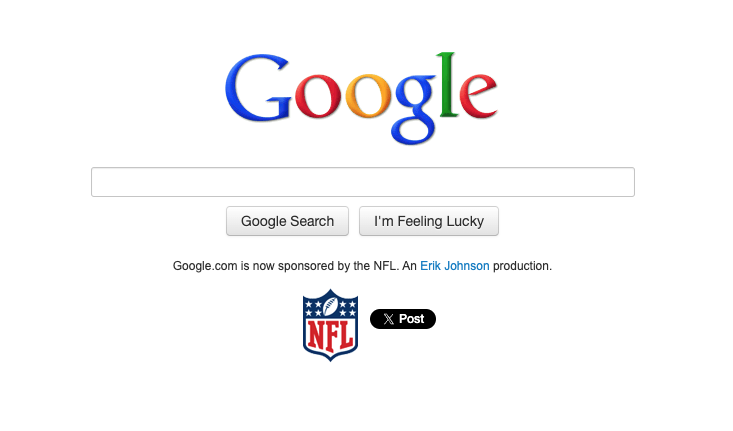 Google
Google Search I'm Feeling Lucky
Google.com is now sponsored by the NFL. An Erik Johnson production.
NFL
𝕏 Post